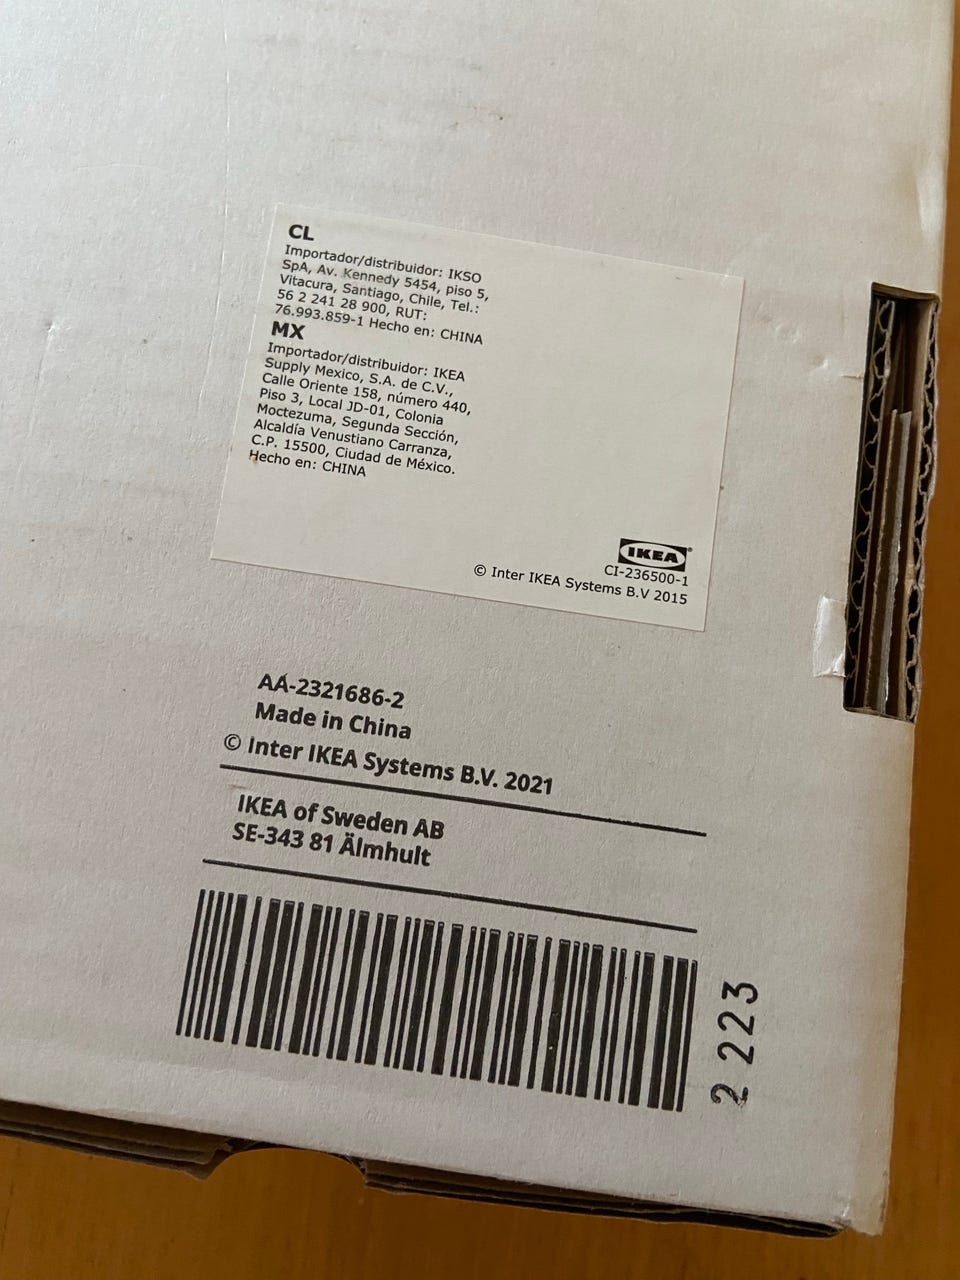 CL
Importador/distribuidor: IKSO
SpA, Av. Kennedy 5454, piso 5,
Vitacura, Santiago, Chile, Tel.:
56 2 241 28 900, RUT:
76.993.859-1 Hecho en: CHINA
MX
Importador/distribuidor: IKEA
Supply Mexico, S.A. de C.V.,
Calle Oriente 158, número 440,
Piso 3, Local JD-01, Colonia
Moctezuma, Segunda Sección,
Alcaldía Venustiano Carranza,
C.P. 15500, Ciudad de México.
Hecho en: CHINA
IKEA®
CI-236500-1
© Inter IKEA Systems B.V 2015
AA-2321686-2
Made in China
© Inter IKEA Systems B.V. 2021
IKEA of Sweden AB
SE-343 81 Älmhult
2 223